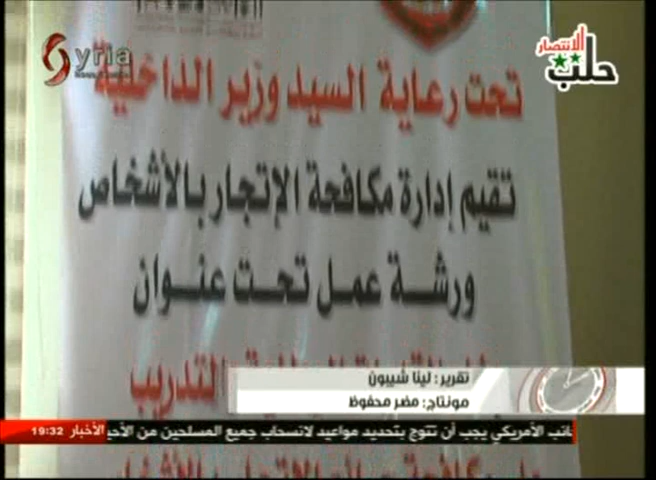 Syria
حلب الانتصار
تحت رعاية السيد وزير الداخلية
تقيم إدارة مكافحة الإتجار بالأشخاص
ورشة عمل تحت عنوان
التدريب
تقرير: لينا شيبون
مونتاج: مضر محفوظ
الأمريكي يجب أن تتوج بتحديد مواعيد لانسحاب جميع المسلحين من
الأخبار 19:32